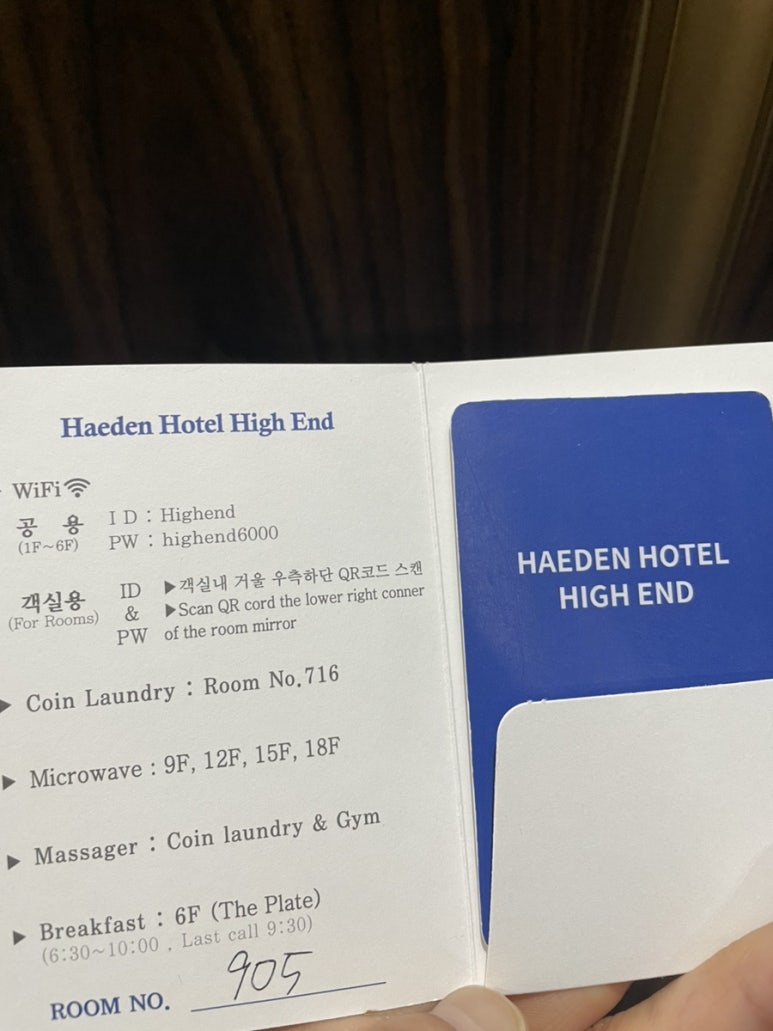 Haeden Hotel High End
WiFi
공 용 I D : Highend
(1F~6F) PW : highend6000
객실용 ID ▶객실내 거울 우측하단 QR코드 스캔
(For Rooms) & ▶Scan QR cord the lower right conner
PW of the room mirror
▶ Coin Laundry : Room No.716
▶ Microwave : 9F, 12F, 15F, 18F
▶ Massager : Coin laundry & Gym
▶ Breakfast : 6F (The Plate)
(6:30~10:00 , Last call 9:30)
ROOM NO. 905
HAEDEN HOTEL
HIGH END